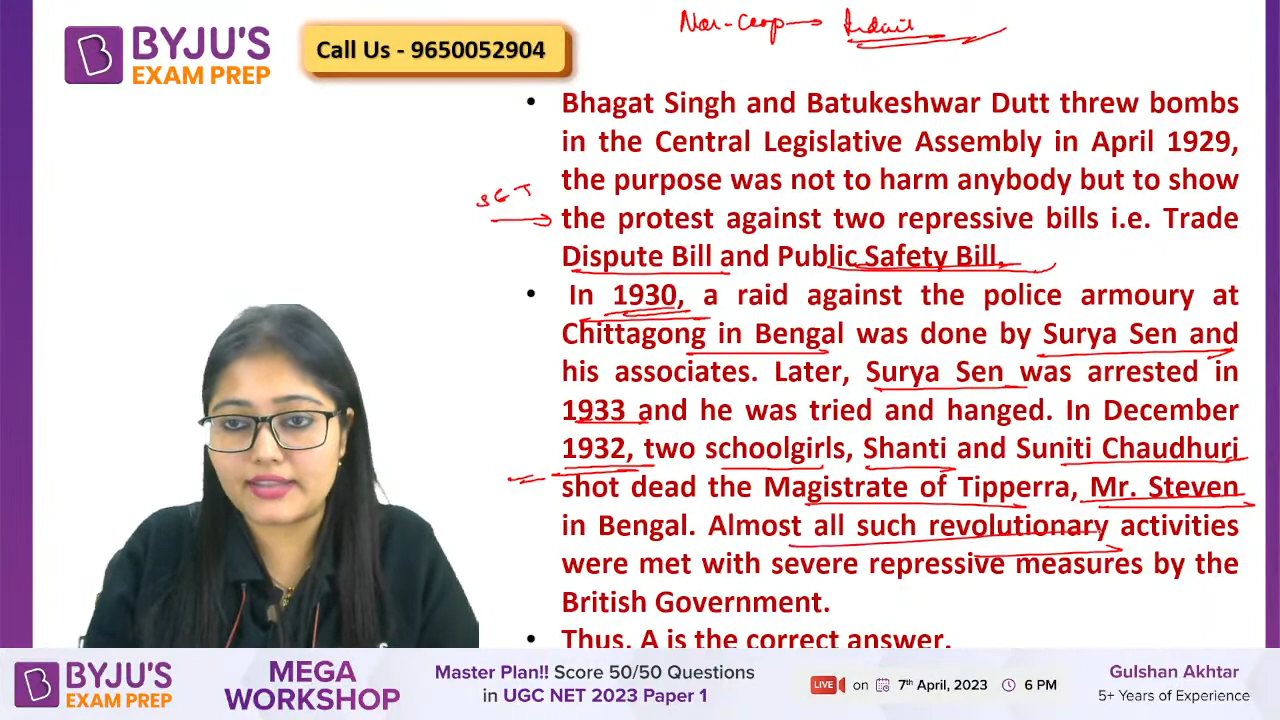 Non-Coop →
BYJU'S
EXAM PREP
Call Us - 9650052904
• Bhagat Singh and Batukeshwar Dutt threw bombs
in the Central Legislative Assembly in April 1929,
the purpose was not to harm anybody but to show
the protest against two repressive bills i.e. Trade
Dispute Bill and Public Safety Bill.
• In 1930, a raid against the police armoury at
Chittagong in Bengal was done by Surya Sen and
his associates. Later, Surya Sen was arrested in
1933 and he was tried and hanged. In December
1932, two schoolgirls, Shanti and Suniti Chaudhuri
shot dead the Magistrate of Tipperra, Mr. Steven
in Bengal. Almost all such revolutionary activities
were met with severe repressive measures by the
British Government.
• Thus, A is the correct answer.
BYJU'S
EXAM PREP
MEGA
WORKSHOP
Master Plan!! Score 50/50 Questions
in UGC NET 2023 Paper 1
LIVE on 7th April, 2023 6 PM
Gulshan Akhtar
5+ Years of Experience